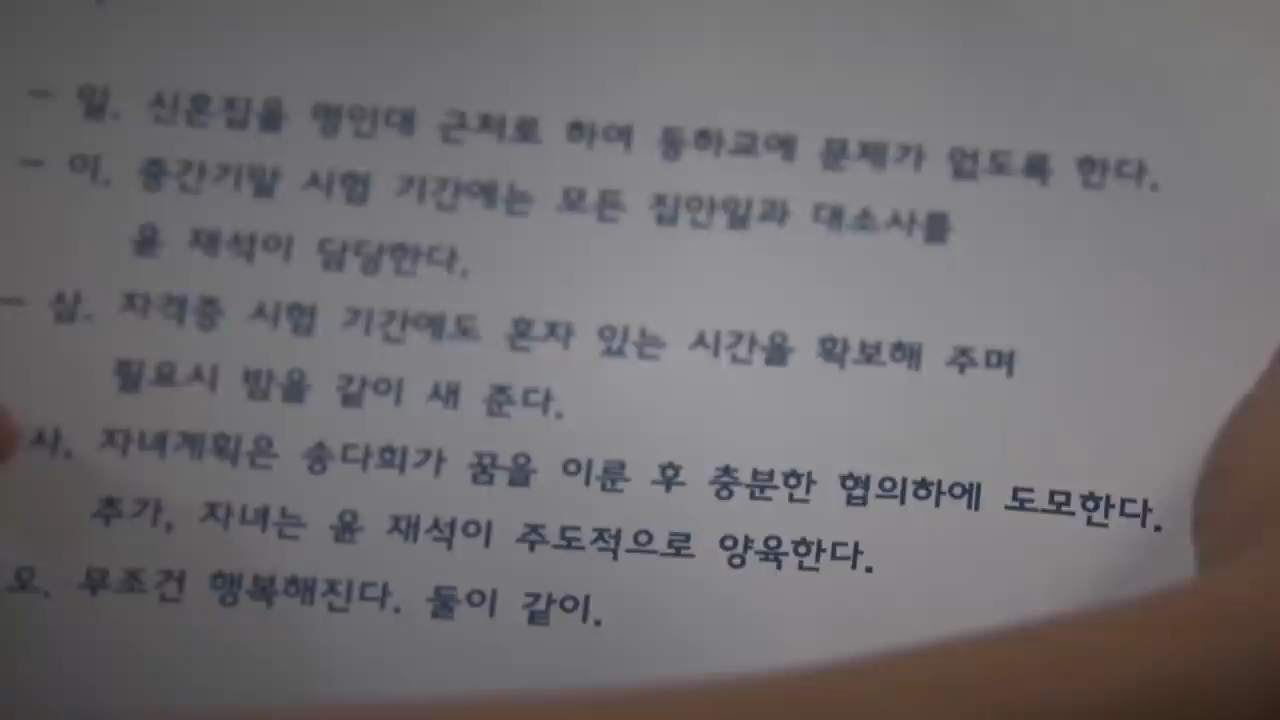 - 일. 신혼집을 명인대 근처로 하여 등하교에 문제가 없도록 한다.
- 이. 중간기말 시험 기간에는 모든 집안일과 대소사를
윤 재석이 담당한다.
- 삼. 자격증 시험 기간에도 혼자 있는 시간을 확보해 주며
필요시 밤을 같이 새 준다.
사. 자녀계획은 송다희가 꿈을 이룬 후 충분한 협의하에 도모한다.
추가, 자녀는 윤 재석이 주도적으로 양육한다.
오. 무조건 행복해진다. 둘이 같이.